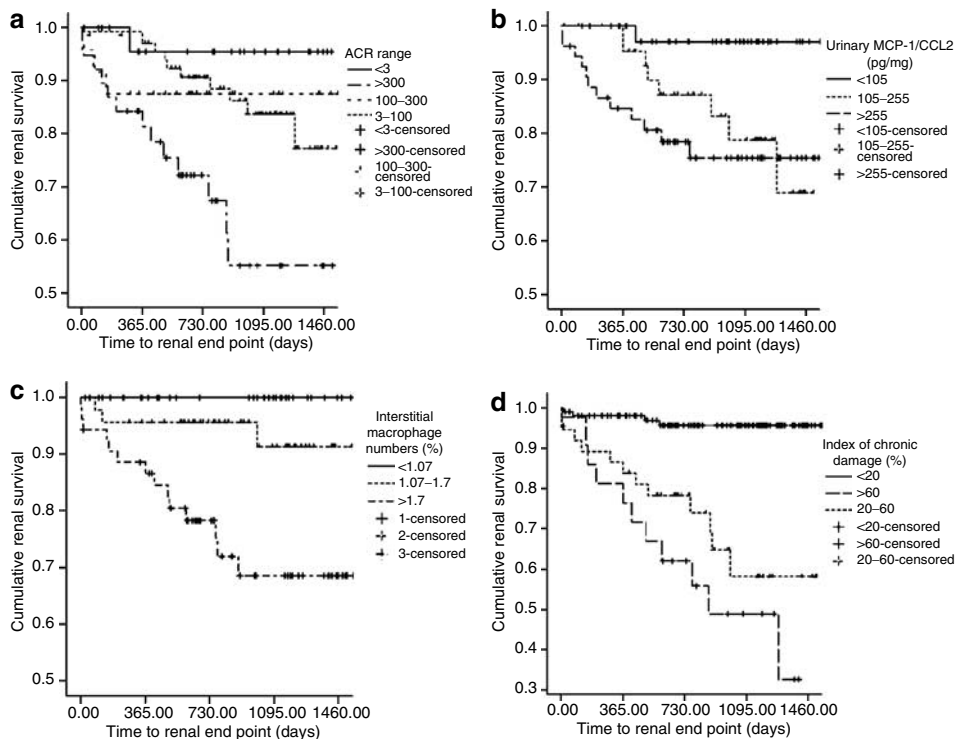 a
1.0
0.9
0.8
0.7
0.6
0.5
Cumulative renal survival
0.00 365.00 730.00 1095.00 1460.00
Time to renal end point (days)
ACR range
<3
>300
100–300
3–100
<3-censored
>300-censored
100–300-
censored
3–100-censored
b
1.0
0.9
0.8
0.7
0.6
0.5
Cumulative renal survival
0.00 365.00 730.00 1095.00 1460.00
Time to renal end point (days)
Urinary MCP-1/CCL2
(pg/mg)
<105
105–255
>255
<105-censored
105–255-
censored
>255-censored
c
1.0
0.9
0.8
0.7
0.6
0.5
Cumulative renal survival
0.00 365.00 730.00 1095.00 1460.00
Time to renal end point (days)
Interstitial
macrophage
numbers (%)
<1.07
1.07–1.7
>1.7
1-censored
2-censored
3-censored
d
1.0
0.9
0.8
0.7
0.6
0.5
0.4
0.3
Cumulative renal survival
0.00 365.00 730.00 1095.00 1460.00
Time to renal end point (days)
Index of chronic
damage (%)
<20
>60
20–60
<20-censored
>60-censored
20–60-censored